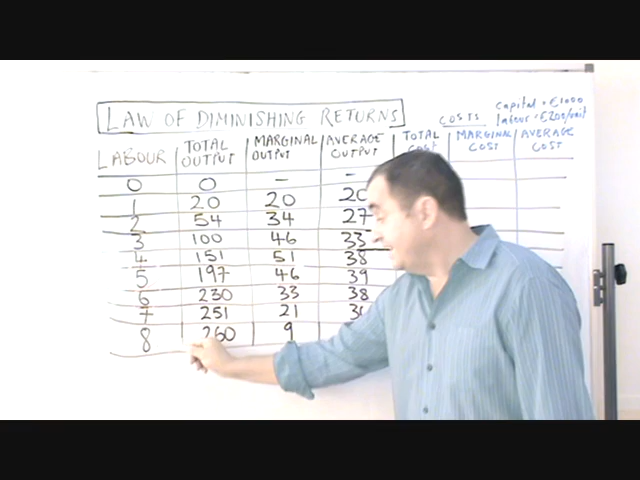 LAW OF DIMINISHING RETURNS
COSTS
Capital = €1000
labour = €200/unit
LABOUR TOTAL OUTPUT MARGINAL OUTPUT AVERAGE OUTPUT TOTAL COST MARGINAL COST AVERAGE COST
0 0 - -
1 20 20 20
2 54 34 27
3 100 46 33
4 151 51 38
5 197 46 39
6 230 33 38
7 251 21
8 260 9